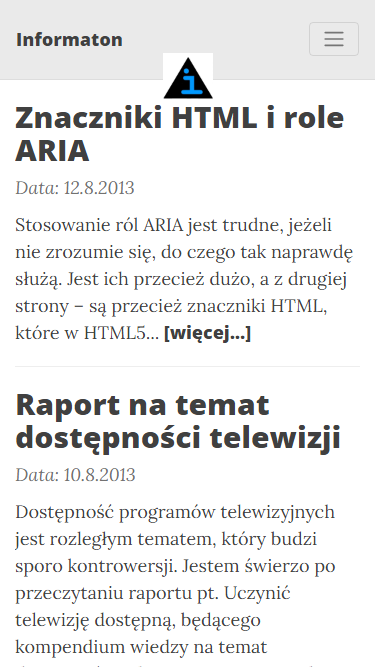 Informaton
i
Znaczniki HTML i role
ARIA
Data: 12.8.2013
Stosowanie ról ARIA jest trudne, jeżeli
nie zrozumie się, do czego tak naprawdę
służą. Jest ich przecież dużo, a z drugiej
strony – są przecież znaczniki HTML,
które w HTML5... [więcej...]
Raport na temat
dostępności telewizji
Data: 10.8.2013
Dostępność programów telewizyjnych
jest rozległym tematem, który budzi
sporo kontrowersji. Jestem świerzo po
przeczytaniu raportu pt. Uczynić
telewizję dostępną, będącego
kompendium wiedzy na temat